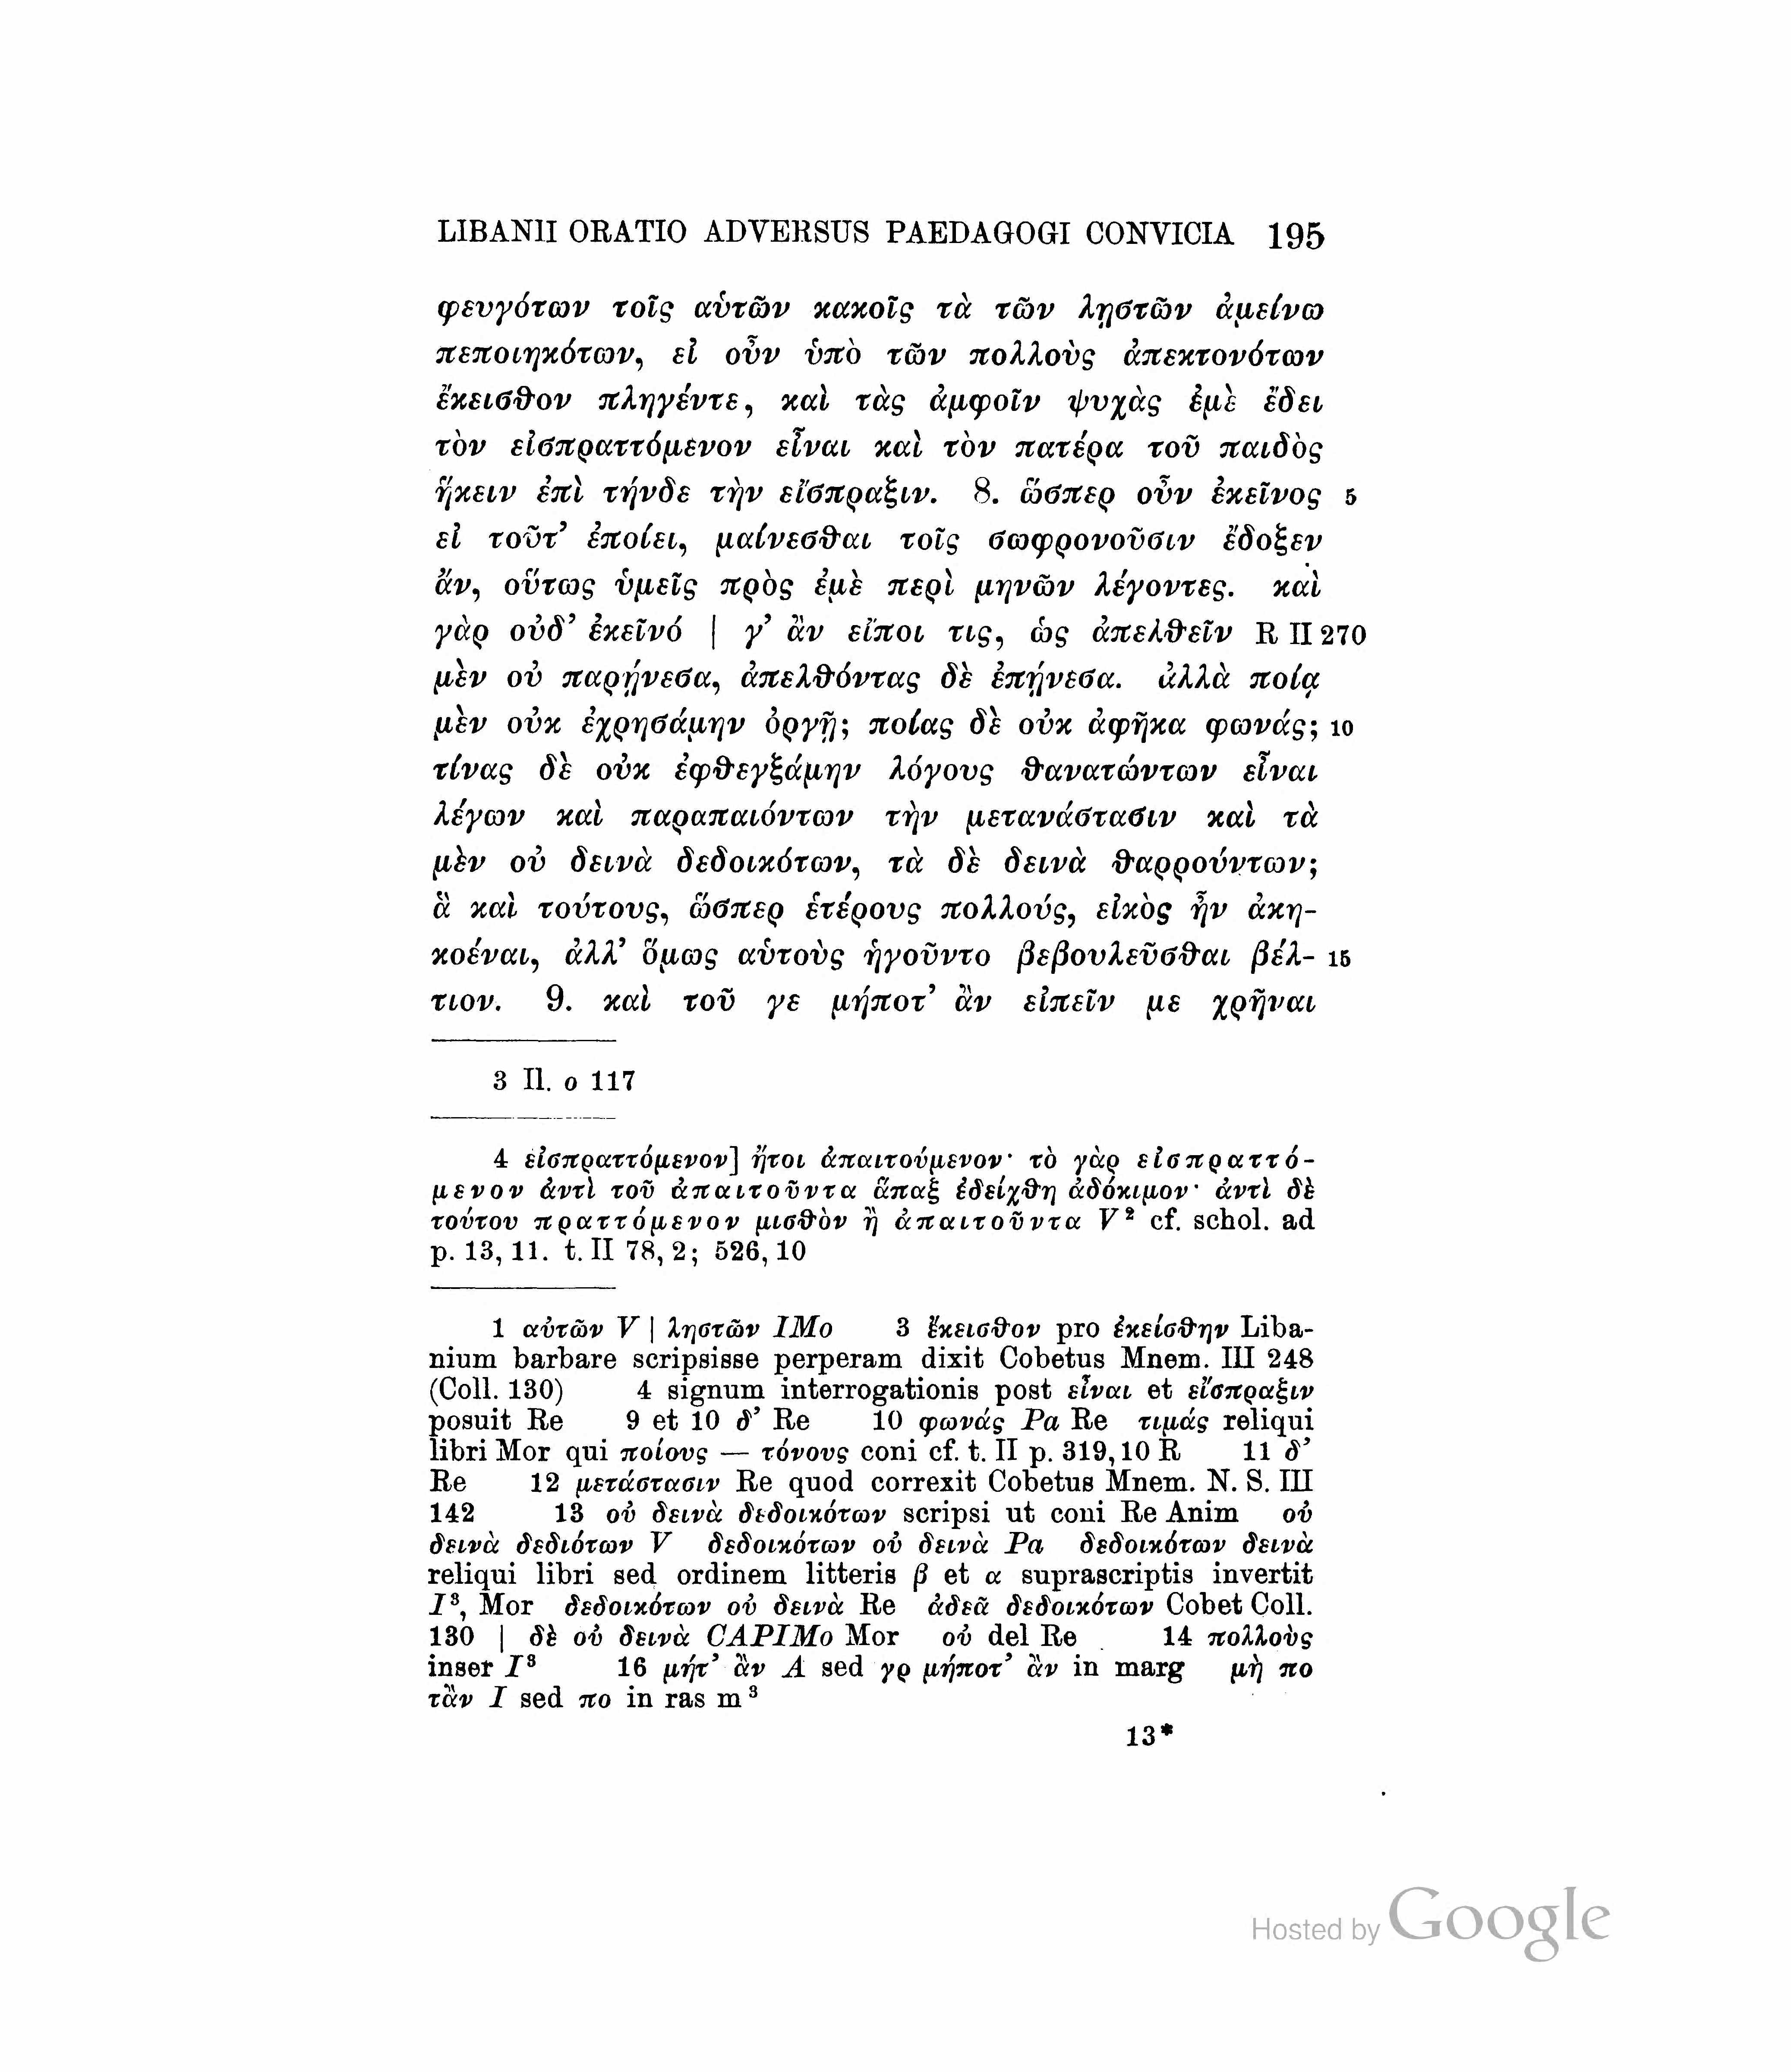 LIBANII ORATIO ADVERSUS PAEDAGOGI CONVICIA 195
φευγότων τοῖς αὑτῶν κακοῖς τὰ τῶν λῃστῶν ἀμείνω
πεποιηκότων, εἰ οὖν ὑπὸ τῶν πολλοὺς ἀπεκτονότων
ἔκεισθον πληγέντε, καὶ τὰς ἀμφοῖν ψυχὰς ἐμὲ ἔδει
τὸν εἰσπραττόμενον εἶναι καὶ τὸν πατέρα τοῦ παιδὸς
ἥκειν ἐπὶ τήνδε τὴν εἴσπραξιν. 8. ὥσπερ οὖν ἐκεῖνος 5
εἰ τοῦτ’ ἐποίει, μαίνεσθαι τοῖς σωφρονοῦσιν ἔδοξεν
ἄν, οὕτως ὑμεῖς πρὸς ἐμὲ περὶ μηνῶν λέγοντες. καὶ
γὰρ οὐδ’ ἐκεῖνό | γ’ ἂν εἴποι τις, ὡς ἀπελθεῖν R II 270
μὲν οὐ παρῄνεσα, ἀπελθόντας δὲ ἐπῄνεσα. ἀλλὰ ποίᾳ
μὲν οὐκ ἐχρησάμην ὀργῇ; ποίας δὲ οὐκ ἀφῆκα φωνάς; 10
τίνας δὲ οὐκ ἐφθεγξάμην λόγους θανατώντων εἶναι
λέγων καὶ παραπαιόντων τὴν μετανάστασιν καὶ τὰ
μὲν οὐ δεινὰ δεδοικότων, τὰ δὲ δεινὰ θαρρούντων;
ἃ καὶ τούτους, ὥσπερ ἑτέρους πολλούς, εἰκὸς ἦν ἀκη-
κοέναι, ἀλλ’ ὅμως αὑτοὺς ἡγοῦντο βεβουλεῦσθαι βέλ- 15
τιον. 9. καὶ τοῦ γε μήποτ’ ἂν εἰπεῖν με χρῆναι
3 Il. ο 117
4 εἰσπραττόμενον] ἤτοι ἀπαιτούμενον· τὸ γὰρ εἰσπραττό-
μενον ἀντὶ τοῦ ἀπαιτοῦντα ἅπαξ ἐδείχθη ἀδόκιμον· ἀντὶ δὲ
τούτου πραττόμενον μισθὸν ἢ ἀπαιτοῦντα V² cf. schol. ad
p. 13, 11. t. II 78, 2; 526, 10
1 αὐτῶν V | ληστῶν IMo 3 ἔκεισθον pro ἐκείσθην Liba-
nium barbare scripsisse perperam dixit Cobetus Mnem. III 248
(Coll. 130) 4 signum interrogationis post εἶναι et εἴσπραξιν
posuit Re 9 et 10 δ’ Re 10 φωνάς Pa Re τιμάς reliqui
libri Mor qui ποίους — τόνους coni cf. t. II p. 319, 10 R 11 δ’
Re 12 μετάστασιν Re quod correxit Cobetus Mnem. N. S. III
142 13 οὐ δεινὰ δεδοικότων scripsi ut coni Re Anim οὐ
δεινὰ δεδιότων V δεδοικότων οὐ δεινὰ Pa δεδοικότων δεινὰ
reliqui libri sed ordinem litteris β et α suprascriptis invertit
I³, Mor δεδοικότων οὐ δεινὰ Re ἀδεᾶ δεδοικότων Cobet Coll.
130 | δὲ οὐ δεινὰ CAPIMo Mor οὐ del Re 14 πολλοὺς
inser I³ 16 μήτ’ ἂν A sed γρ μήποτ’ ἂν in marg μὴ πο
τἂν I sed πο in ras m³
13*
Hosted by Google